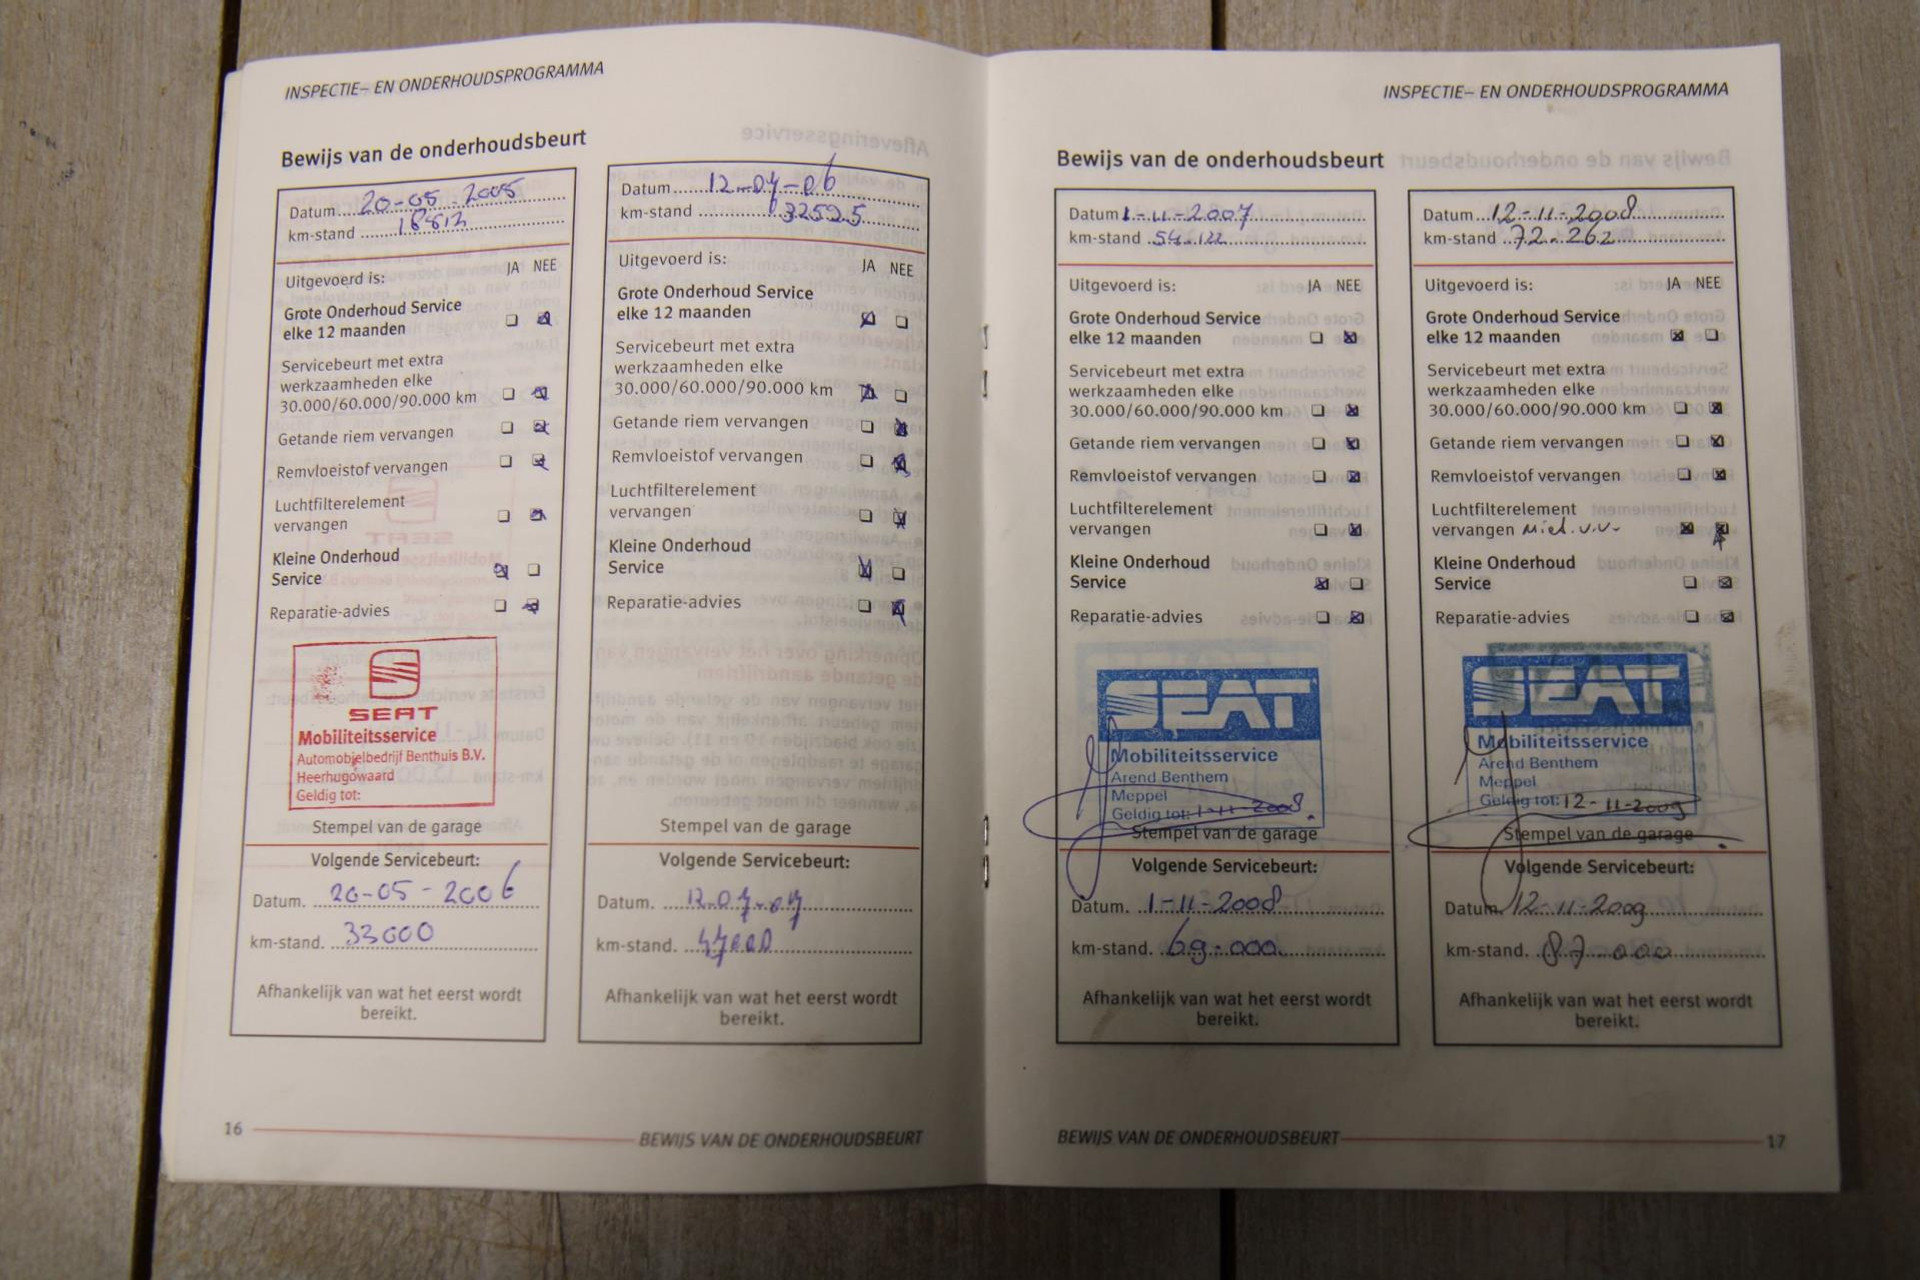 INSPECTIE- EN ONDERHOUDSPROGRAMMA
Bewijs van de onderhoudsbeurt
Datum 20-05-2005
km-stand
Uitgevoerd is: JA NEE
Grote Onderhoud Service
elke 12 maanden
Servicebeurt met extra
werkzaamheden elke
30.000/60.000/90.000 km
Getande riem vervangen
Remvloeistof vervangen
Luchtfilterelement
vervangen
Kleine Onderhoud
Service
Reparatie-advies
SEAT
Mobiliteitsservice
Automobielbedrijf Benthuis B.V.
Heerhugowaard
Geldig tot:
Stempel van de garage
Volgende Servicebeurt:
Datum. 20-05-2006
km-stand. 33000
Afhankelijk van wat het eerst wordt
bereikt.
Datum 12-07-06
km-stand 32525
Uitgevoerd is: JA NEE
Grote Onderhoud Service
elke 12 maanden
Servicebeurt met extra
werkzaamheden elke
30.000/60.000/90.000 km
Getande riem vervangen
Remvloeistof vervangen
Luchtfilterelement
vervangen
Kleine Onderhoud
Service
Reparatie-advies
Stempel van de garage
Volgende Servicebeurt:
Datum. 12-07-07
km-stand. 47000
Afhankelijk van wat het eerst wordt
bereikt.
16
BEWIJS VAN DE ONDERHOUDSBEURT
INSPECTIE- EN ONDERHOUDSPROGRAMMA
Bewijs van de onderhoudsbeurt
Datum 1-11-2007
km-stand 54.122
Uitgevoerd is: JA NEE
Grote Onderhoud Service
elke 12 maanden
Servicebeurt met extra
werkzaamheden elke
30.000/60.000/90.000 km
Getande riem vervangen
Remvloeistof vervangen
Luchtfilterelement
vervangen
Kleine Onderhoud
Service
Reparatie-advies
SEAT
Mobiliteitsservice
Arend Benthem
Meppel
Geldig tot: 1-11-2008.
Stempel van de garage
Volgende Servicebeurt:
Datum. 1-11-2008
km-stand. 69.000
Afhankelijk van wat het eerst wordt
bereikt.
Datum 12-11-2008
km-stand 72.262
Uitgevoerd is: JA NEE
Grote Onderhoud Service
elke 12 maanden
Servicebeurt met extra
werkzaamheden elke
30.000/60.000/90.000 km
Getande riem vervangen
Remvloeistof vervangen
Luchtfilterelement
vervangen
Kleine Onderhoud
Service
Reparatie-advies
SEAT
Mobiliteitsservice
Arend Benthem
Meppel
Geldig tot: 12-11-2009
Stempel van de garage
Volgende Servicebeurt:
Datum. 12-11-2009
km-stand. 87.000
Afhankelijk van wat het eerst wordt
bereikt.
BEWIJS VAN DE ONDERHOUDSBEURT
17